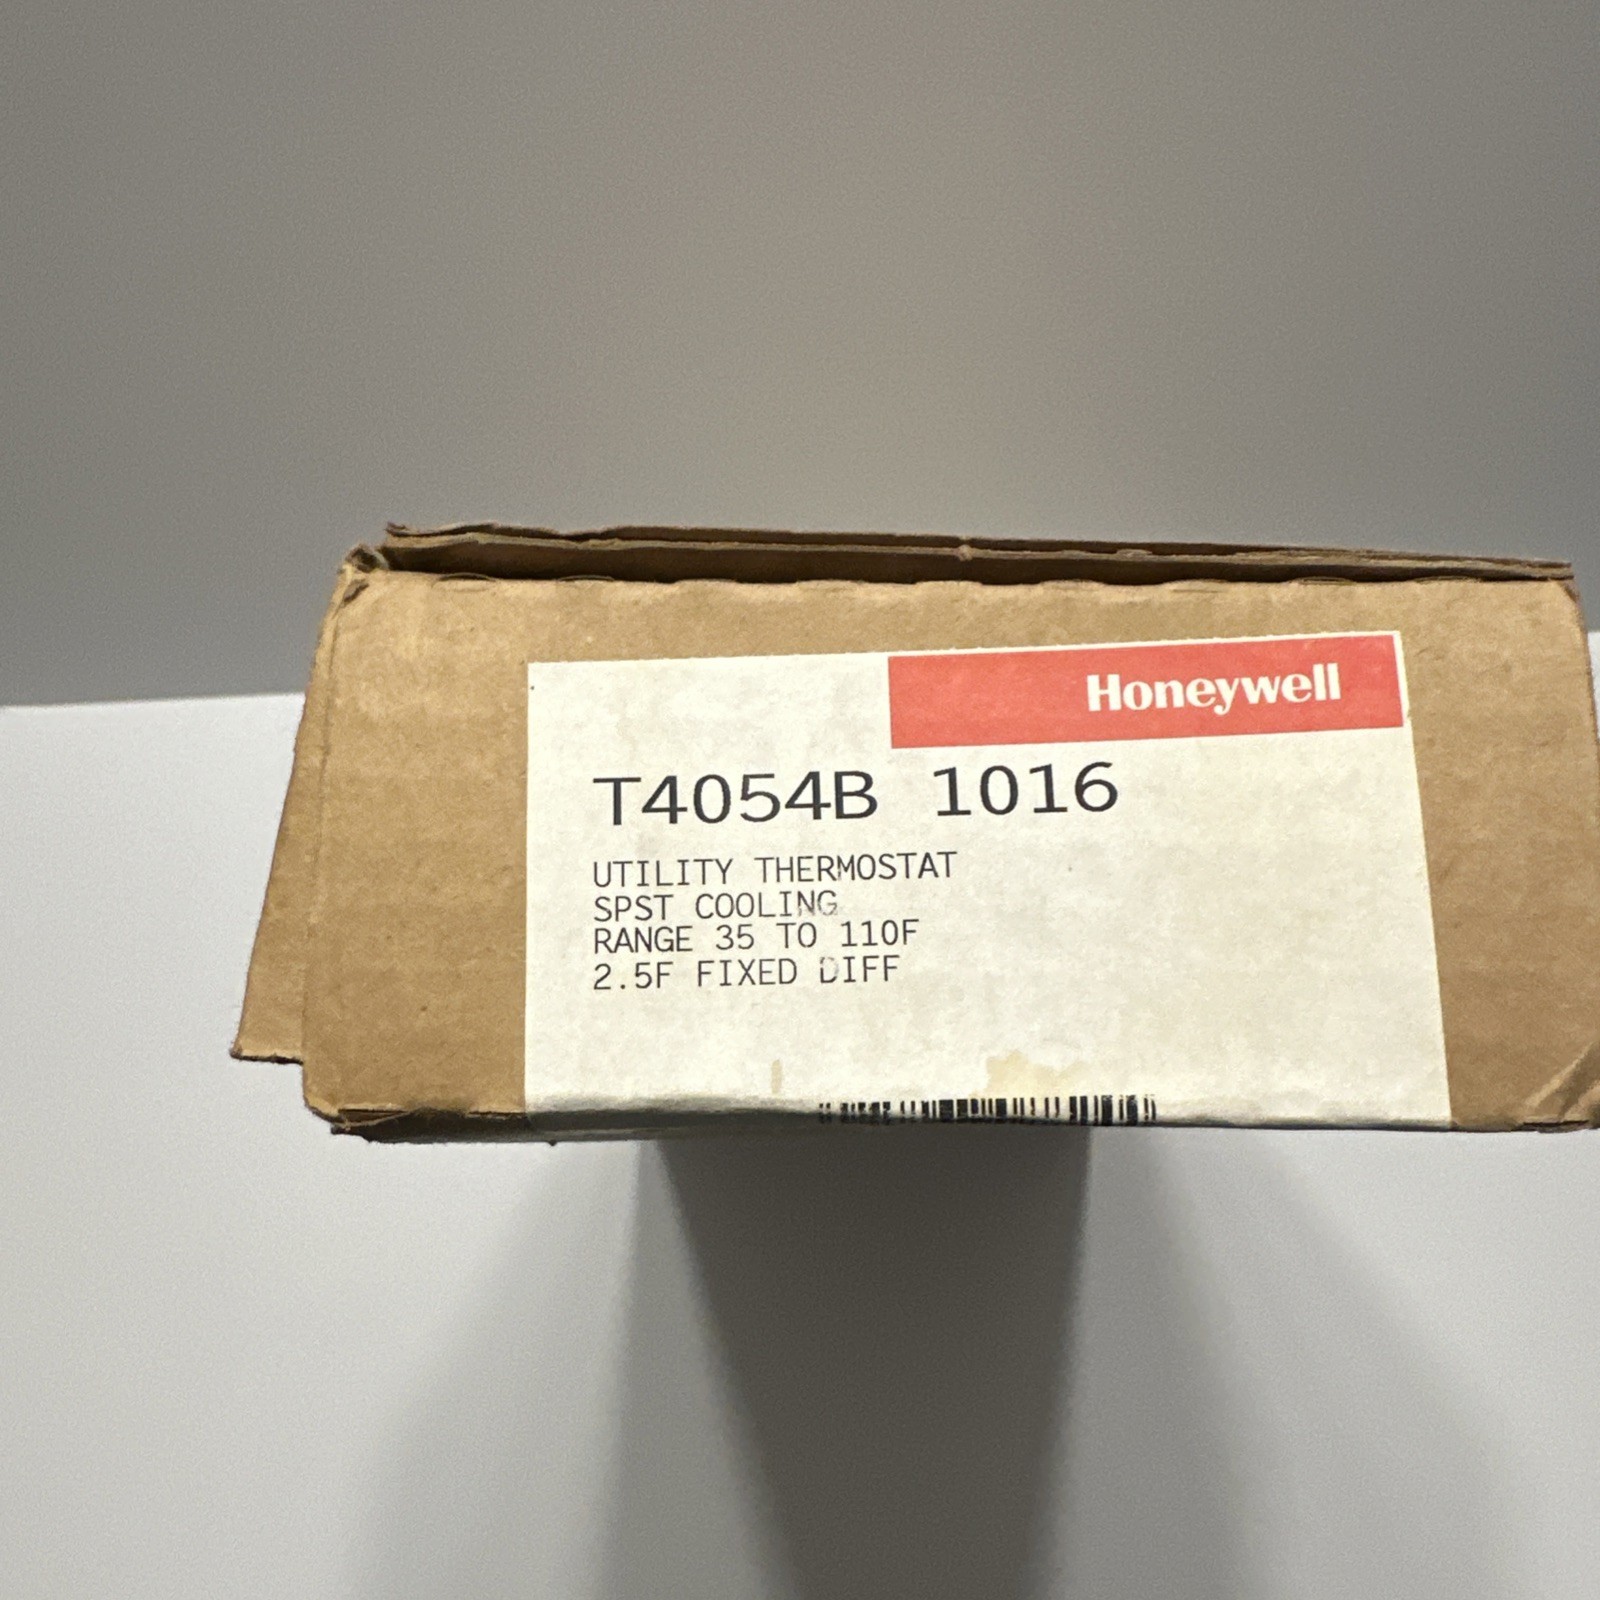 Honeywell
T4054B 1016
UTILITY THERMOSTAT
SPST COOLING
RANGE 35 TO 110F
2.5F FIXED DIFF